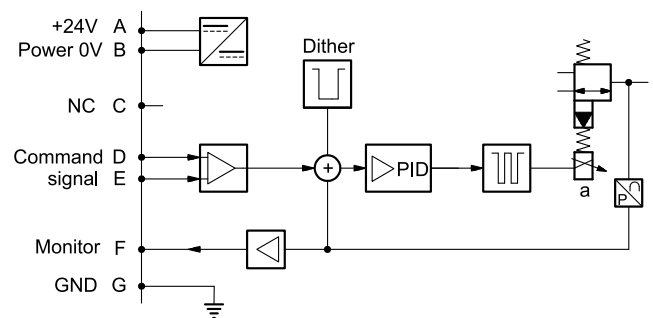 +24V A
Power 0V B
Dither
NC C
Command D
signal E
PID
a
P
Monitor F
GND G